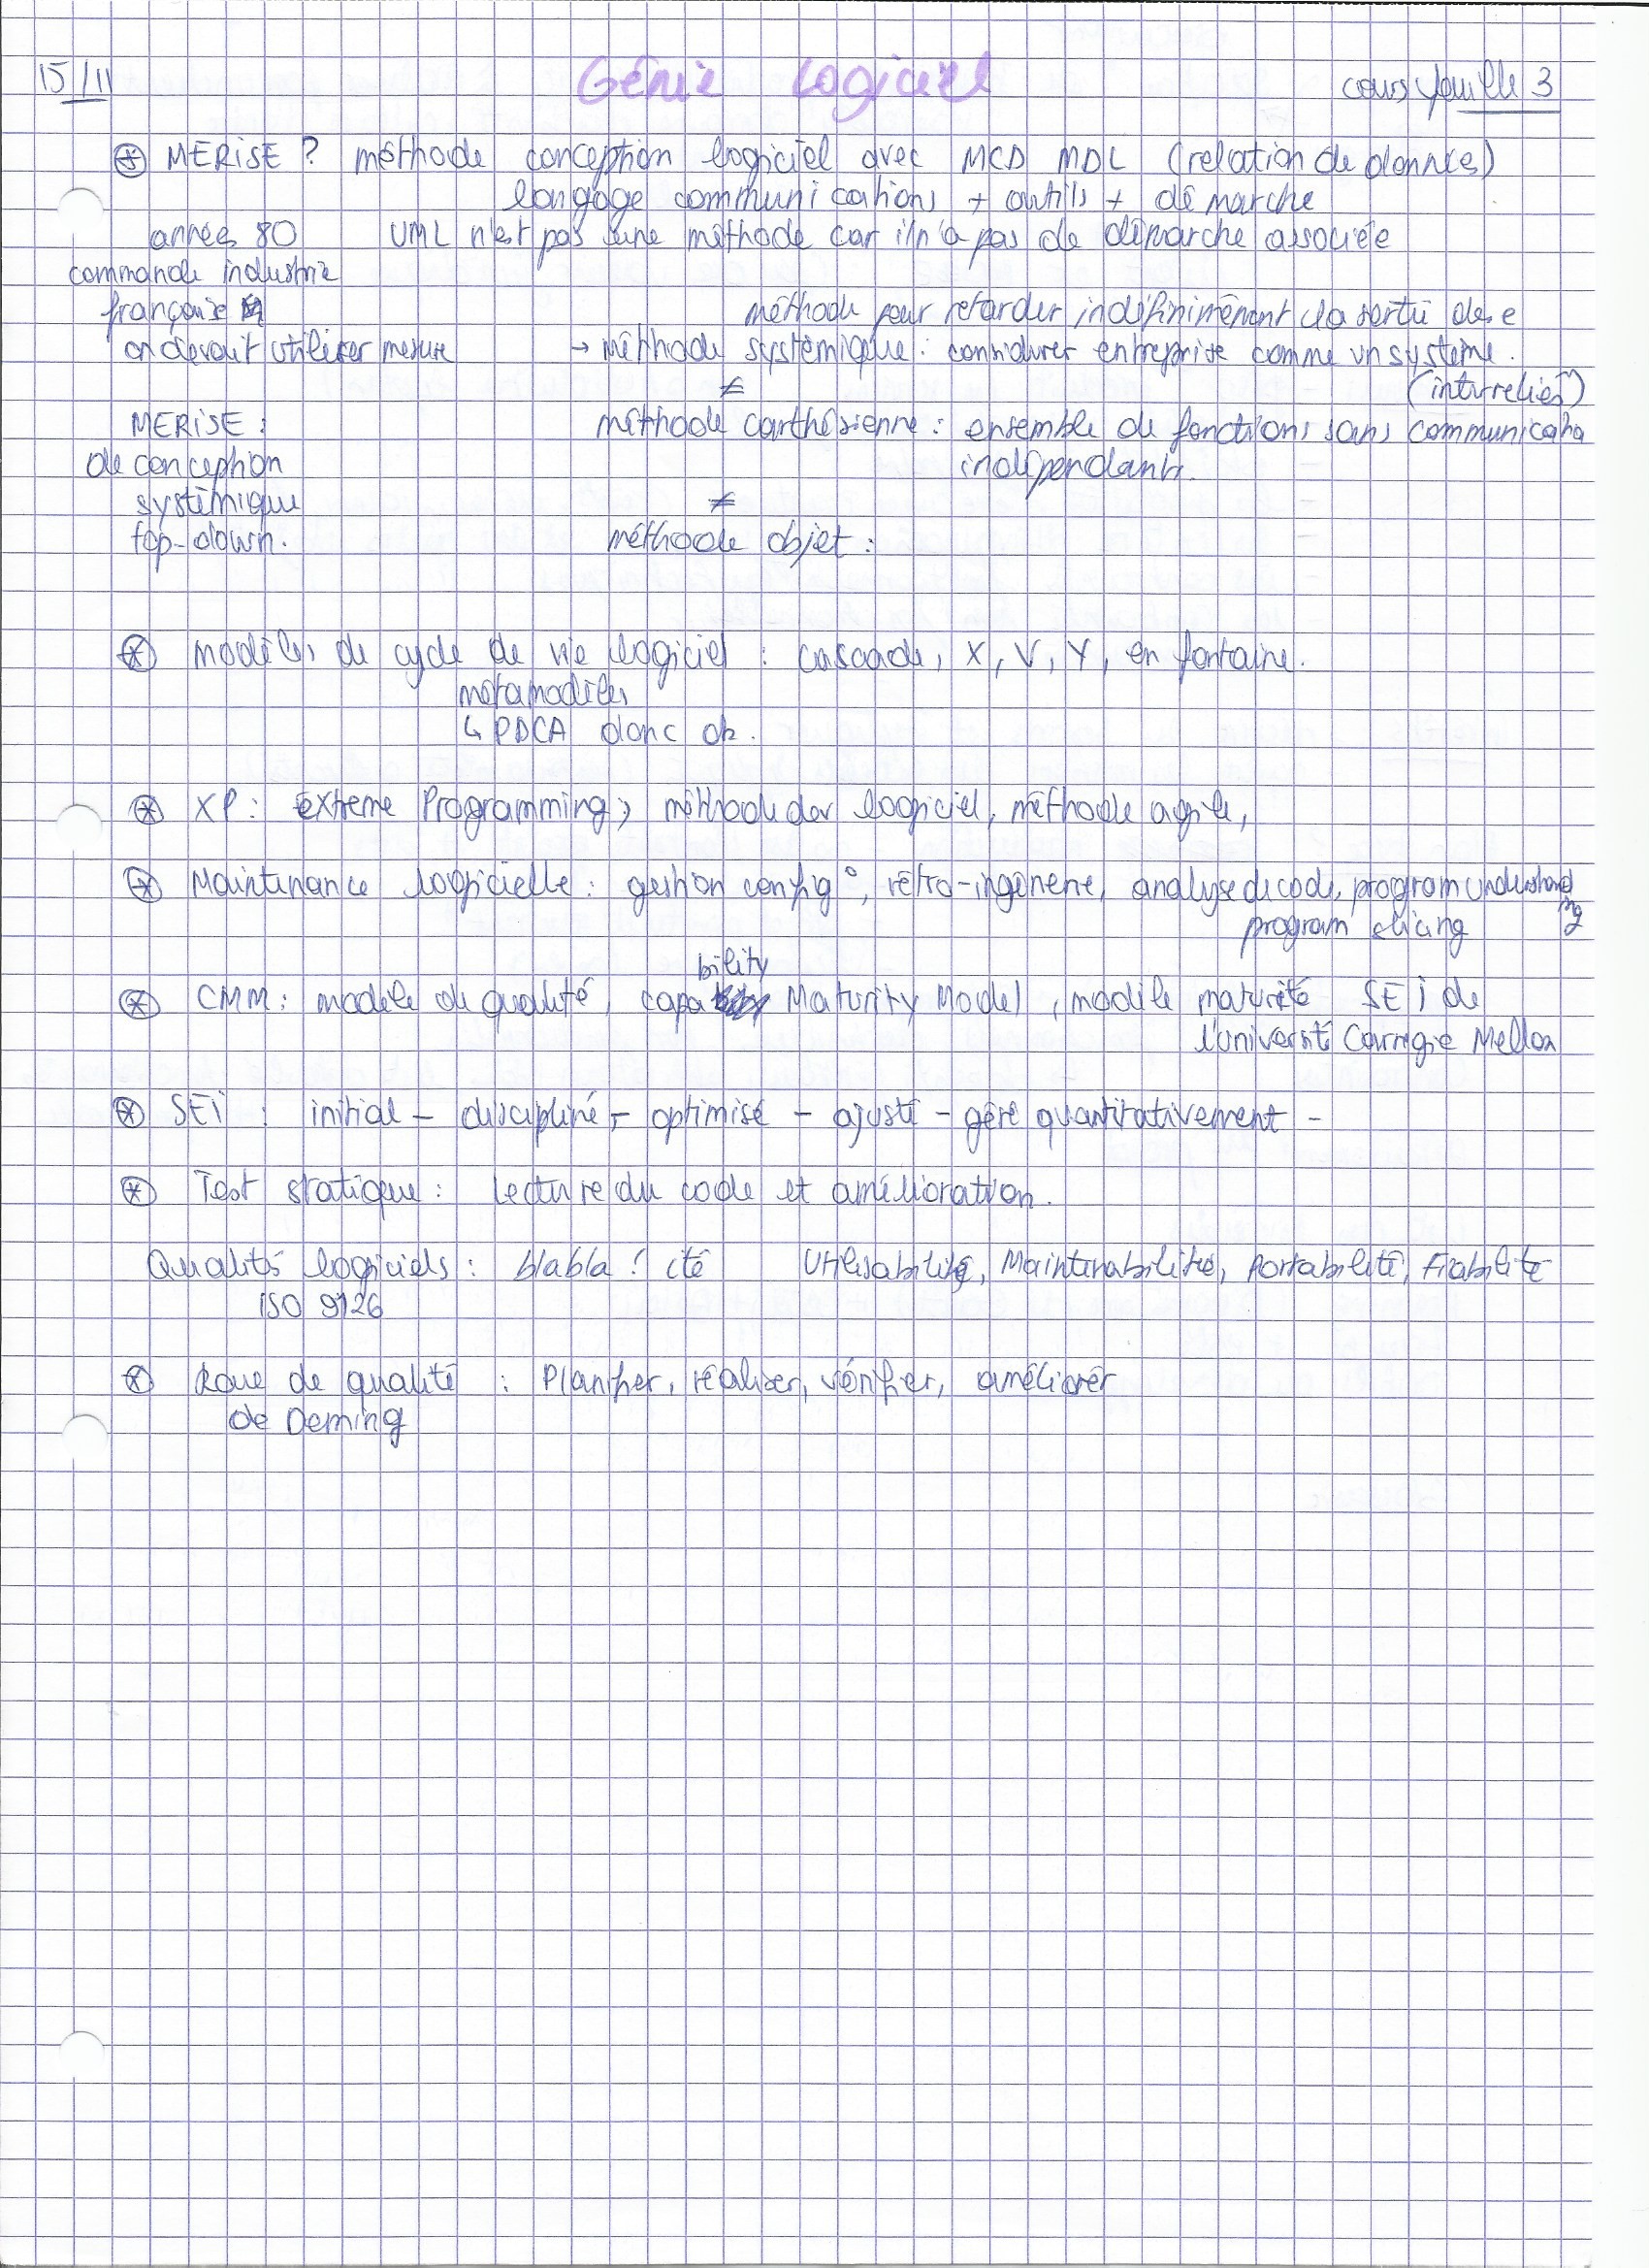 15/11
Génie Logiciel
cours feuille 3
MERISE ? méthode conception logiciel avec MCD MDL (relation de données)
langage communications + outils + démarche
années 80 UML n'est pas une méthode car il n'a pas de démarche associée
commande industrie
française
méthode pour retarder indéfiniment la sortie des e
on devait utiliser merise
→ méthode systémique : considérer entreprise comme un système.
≠ (interreliés)
MERISE :
méthode carthésienne : ensemble de fonctions sans communicatio
de conception
indépendants.
systémique
≠
top-down.
méthode objet :
modèles de cycle de vie logiciel : cascade, X, V, Y, en fontaine.
métamodèles
↳ PDCA donc ok.
XP : extreme Programming, méthode dev logiciel, méthode agile,
Maintenance logicielle : gestion config°, rétro-ingénerie, analyse de code, program understanding
program slicing
CMM : modèle de qualité, capability Maturity Model, modèle maturité SEI de
l'université Carnegie Mellon
SEI : initial - discipliné - optimisé - ajusté - géré quantitativement -
Test statique : Lecture du code et amélioration.
Qualités logiciels : blabla ! ité Utilisabilité, Maintenabilité, Portabilité, Fiabilité
ISO 9126
Roue de qualité : Planifier, réaliser, vérifier, améliorer
de Deming